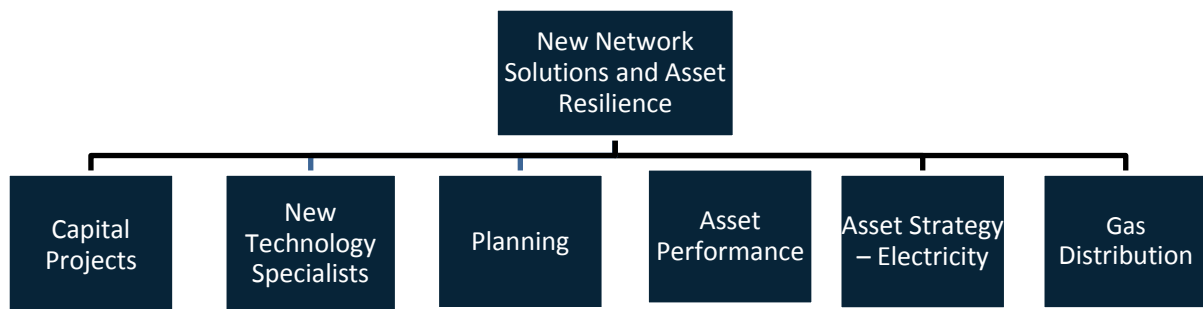 New Network
Solutions and Asset
Resilience
Capital
Projects
New
Technology
Specialists
Planning
Asset
Performance
Asset Strategy
– Electricity
Gas
Distribution